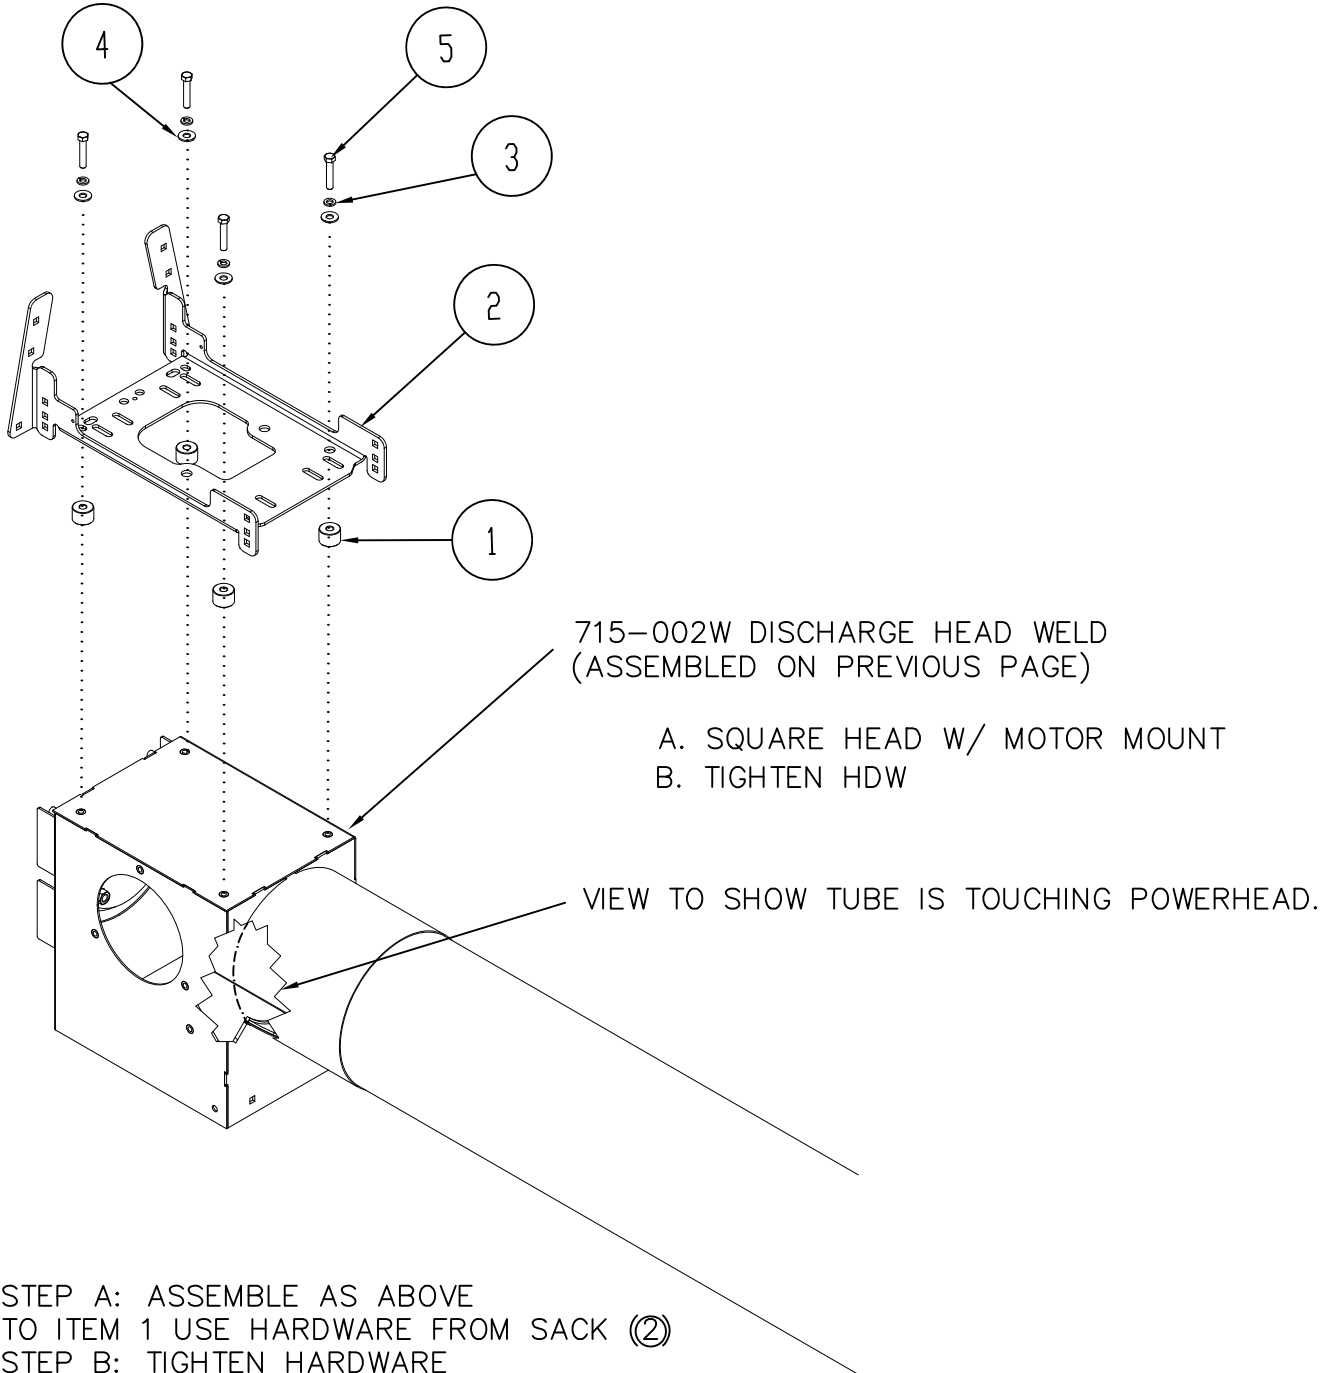 4
5
3
2
1
715-002W DISCHARGE HEAD WELD
(ASSEMBLED ON PREVIOUS PAGE)
A. SQUARE HEAD W/ MOTOR MOUNT
B. TIGHTEN HDW
VIEW TO SHOW TUBE IS TOUCHING POWERHEAD.
STEP A: ASSEMBLE AS ABOVE
TO ITEM 1 USE HARDWARE FROM SACK (2)
STEP B: TIGHTEN HARDWARE